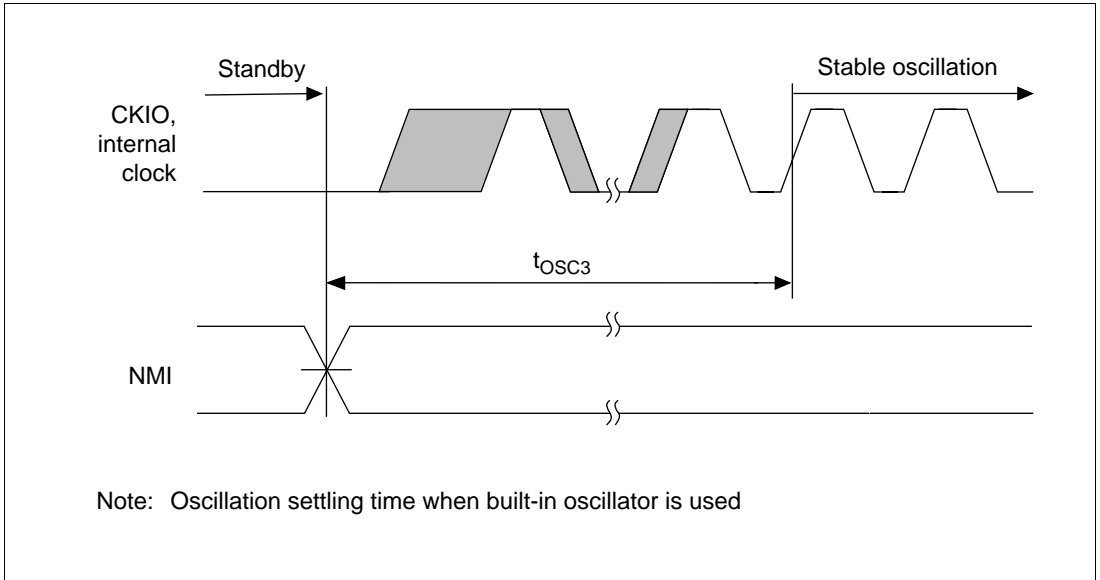 Standby
Stable oscillation
CKIO,
internal
clock
tOSC3
NMI
Note: Oscillation settling time when built-in oscillator is used